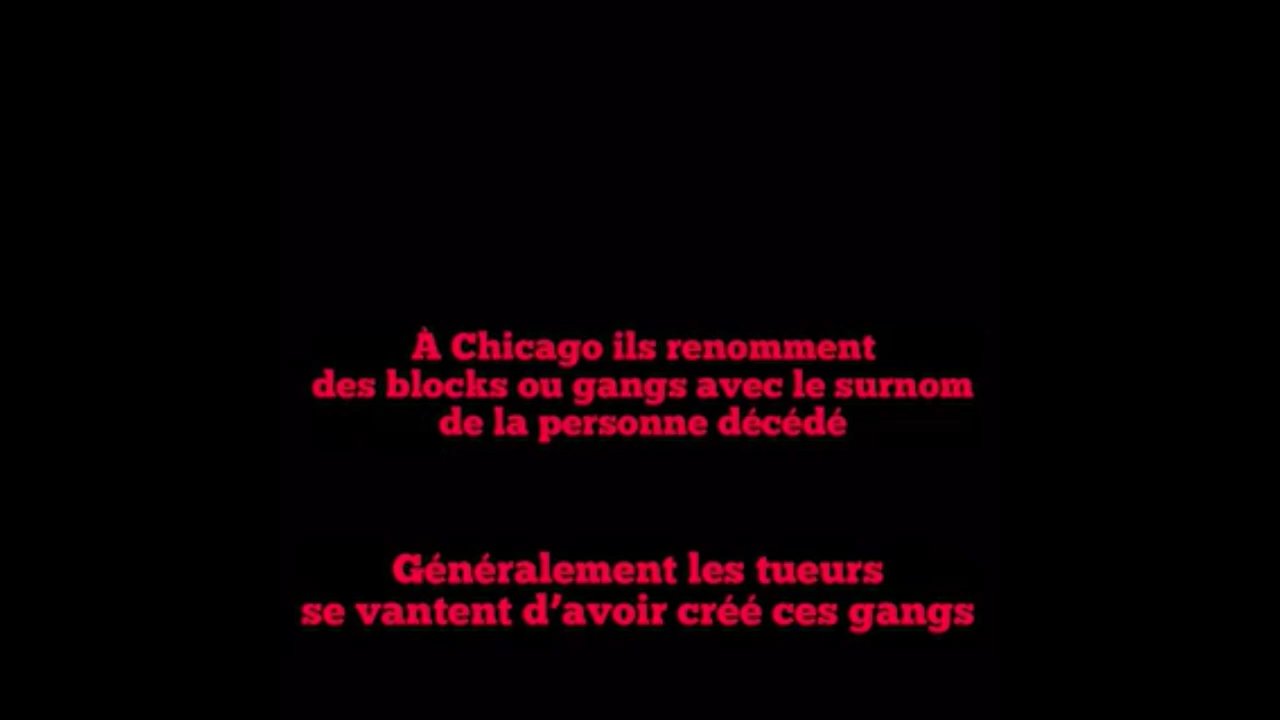 À Chicago ils renomment
des blocks ou gangs avec le surnom
de la personne décédé
Généralement les tueurs
se vantent d’avoir créé ces gangs